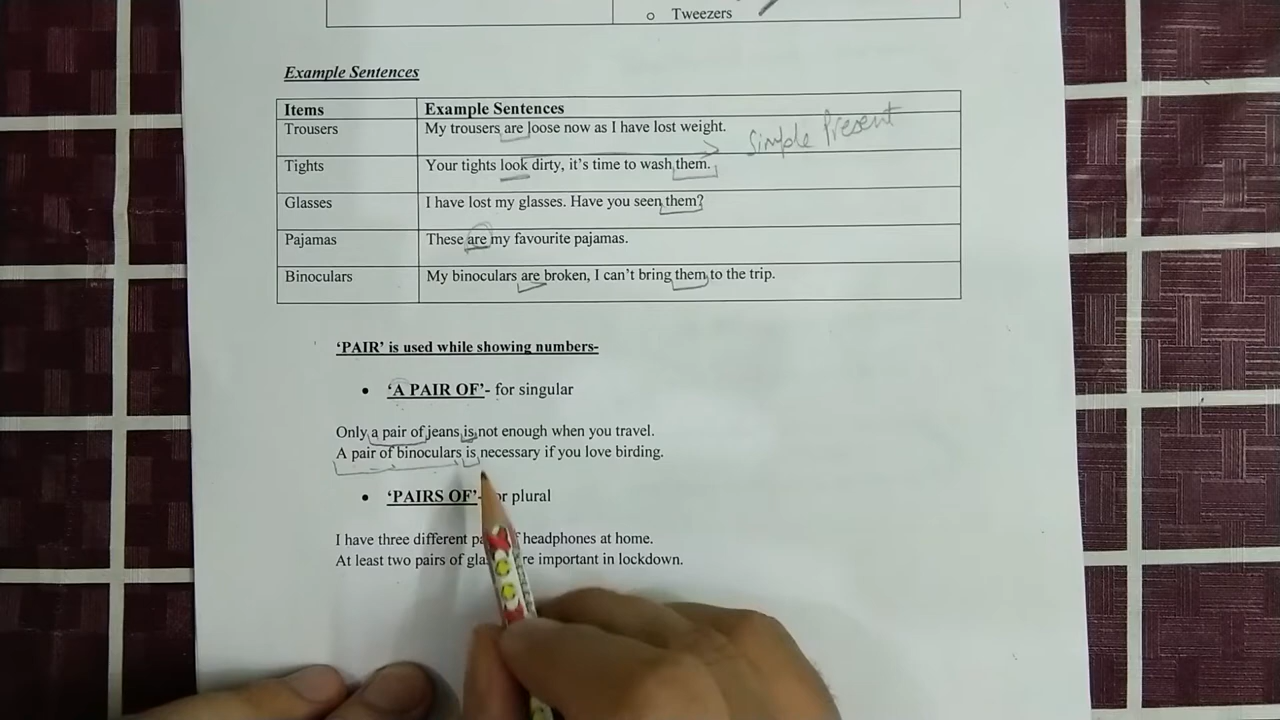 o Tweezers
Example Sentences
Items Example Sentences
Trousers My trousers are loose now as I have lost weight.
Simple Present
Tights Your tights look dirty, it's time to wash them.
Glasses I have lost my glasses. Have you seen them?
Pajamas These are my favourite pajamas.
Binoculars My binoculars are broken, I can't bring them to the trip.
'PAIR' is used while showing numbers-
• 'A PAIR OF'- for singular
Only a pair of jeans is not enough when you travel.
A pair of binoculars is necessary if you love birding.
• 'PAIRS OF'- or plural
I have three different headphones at home.
At least two pairs of important in lockdown.